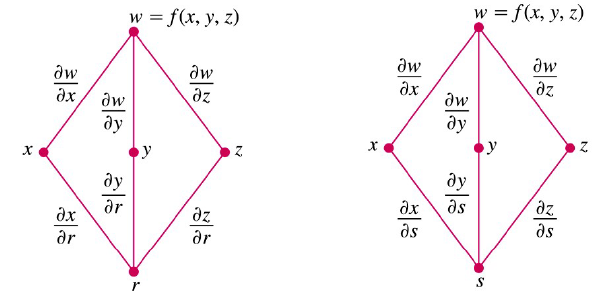 w = f(x, y, z)
∂w/∂x
∂w/∂y
∂w/∂z
x
y
z
∂x/∂r
∂y/∂r
∂z/∂r
r
w = f(x, y, z)
∂w/∂x
∂w/∂y
∂w/∂z
x
y
z
∂x/∂s
∂y/∂s
∂z/∂s
s